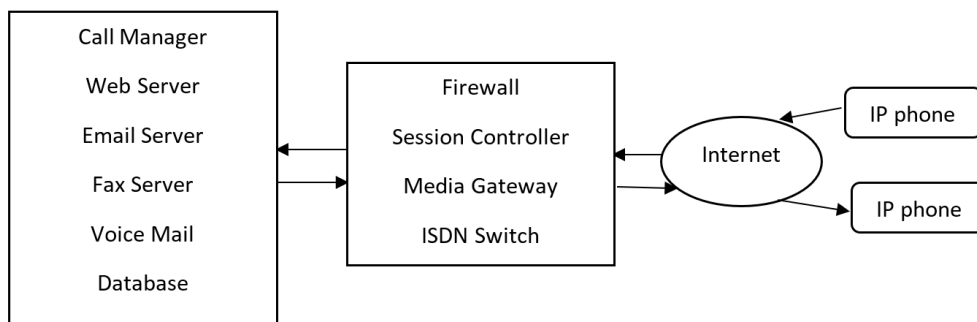 Call Manager
Web Server
Email Server
Fax Server
Voice Mail
Database
Firewall
Session Controller
Media Gateway
ISDN Switch
Internet
IP phone
IP phone